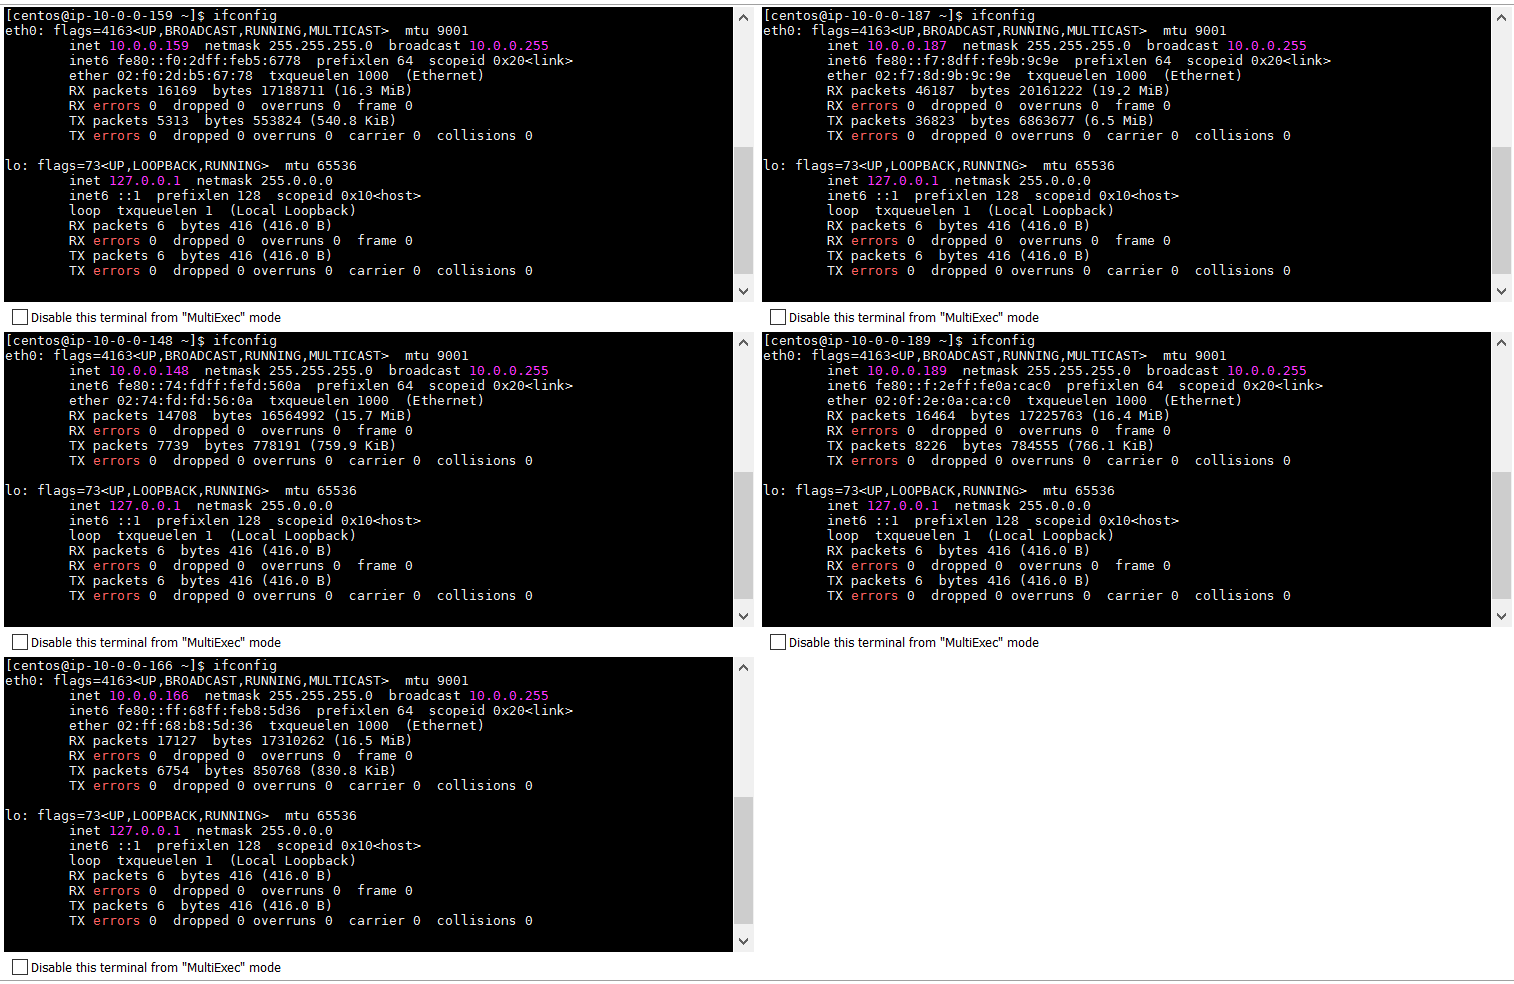 [centos@ip-10-0-0-159 ~]$ ifconfig
eth0: flags=4163<UP,BROADCAST,RUNNING,MULTICAST>  mtu 9001
        inet 10.0.0.159  netmask 255.255.255.0  broadcast 10.0.0.255
        inet6 fe80::f0:2dff:feb5:6778  prefixlen 64  scopeid 0x20<link>
        ether 02:f0:2d:b5:67:78  txqueuelen 1000  (Ethernet)
        RX packets 16169  bytes 17188711 (16.3 MiB)
        RX errors 0  dropped 0  overruns 0  frame 0
        TX packets 5313  bytes 553824 (540.8 KiB)
        TX errors 0  dropped 0 overruns 0  carrier 0  collisions 0
lo: flags=73<UP,LOOPBACK,RUNNING>  mtu 65536
        inet 127.0.0.1  netmask 255.0.0.0
        inet6 ::1  prefixlen 128  scopeid 0x10<host>
        loop  txqueuelen 1  (Local Loopback)
        RX packets 6  bytes 416 (416.0 B)
        RX errors 0  dropped 0  overruns 0  frame 0
        TX packets 6  bytes 416 (416.0 B)
        TX errors 0  dropped 0 overruns 0  carrier 0  collisions 0
Disable this terminal from "MultiExec" mode
[centos@ip-10-0-0-187 ~]$ ifconfig
eth0: flags=4163<UP,BROADCAST,RUNNING,MULTICAST>  mtu 9001
        inet 10.0.0.187  netmask 255.255.255.0  broadcast 10.0.0.255
        inet6 fe80::f7:8dff:fe9b:9c9e  prefixlen 64  scopeid 0x20<link>
        ether 02:f7:8d:9b:9c:9e  txqueuelen 1000  (Ethernet)
        RX packets 46187  bytes 20161222 (19.2 MiB)
        RX errors 0  dropped 0  overruns 0  frame 0
        TX packets 36823  bytes 6863677 (6.5 MiB)
        TX errors 0  dropped 0 overruns 0  carrier 0  collisions 0
lo: flags=73<UP,LOOPBACK,RUNNING>  mtu 65536
        inet 127.0.0.1  netmask 255.0.0.0
        inet6 ::1  prefixlen 128  scopeid 0x10<host>
        loop  txqueuelen 1  (Local Loopback)
        RX packets 6  bytes 416 (416.0 B)
        RX errors 0  dropped 0  overruns 0  frame 0
        TX packets 6  bytes 416 (416.0 B)
        TX errors 0  dropped 0 overruns 0  carrier 0  collisions 0
Disable this terminal from "MultiExec" mode
[centos@ip-10-0-0-148 ~]$ ifconfig
eth0: flags=4163<UP,BROADCAST,RUNNING,MULTICAST>  mtu 9001
        inet 10.0.0.148  netmask 255.255.255.0  broadcast 10.0.0.255
        inet6 fe80::74:fdff:fefd:560a  prefixlen 64  scopeid 0x20<link>
        ether 02:74:fd:fd:56:0a  txqueuelen 1000  (Ethernet)
        RX packets 14708  bytes 16564992 (15.7 MiB)
        RX errors 0  dropped 0  overruns 0  frame 0
        TX packets 7739  bytes 778191 (759.9 KiB)
        TX errors 0  dropped 0 overruns 0  carrier 0  collisions 0
lo: flags=73<UP,LOOPBACK,RUNNING>  mtu 65536
        inet 127.0.0.1  netmask 255.0.0.0
        inet6 ::1  prefixlen 128  scopeid 0x10<host>
        loop  txqueuelen 1  (Local Loopback)
        RX packets 6  bytes 416 (416.0 B)
        RX errors 0  dropped 0  overruns 0  frame 0
        TX packets 6  bytes 416 (416.0 B)
        TX errors 0  dropped 0 overruns 0  carrier 0  collisions 0
Disable this terminal from "MultiExec" mode
[centos@ip-10-0-0-189 ~]$ ifconfig
eth0: flags=4163<UP,BROADCAST,RUNNING,MULTICAST>  mtu 9001
        inet 10.0.0.189  netmask 255.255.255.0  broadcast 10.0.0.255
        inet6 fe80::f:2eff:fe0a:cac0  prefixlen 64  scopeid 0x20<link>
        ether 02:0f:2e:0a:ca:c0  txqueuelen 1000  (Ethernet)
        RX packets 16464  bytes 17225763 (16.4 MiB)
        RX errors 0  dropped 0  overruns 0  frame 0
        TX packets 8226  bytes 784555 (766.1 KiB)
        TX errors 0  dropped 0 overruns 0  carrier 0  collisions 0
lo: flags=73<UP,LOOPBACK,RUNNING>  mtu 65536
        inet 127.0.0.1  netmask 255.0.0.0
        inet6 ::1  prefixlen 128  scopeid 0x10<host>
        loop  txqueuelen 1  (Local Loopback)
        RX packets 6  bytes 416 (416.0 B)
        RX errors 0  dropped 0  overruns 0  frame 0
        TX packets 6  bytes 416 (416.0 B)
        TX errors 0  dropped 0 overruns 0  carrier 0  collisions 0
Disable this terminal from "MultiExec" mode
[centos@ip-10-0-0-166 ~]$ ifconfig
eth0: flags=4163<UP,BROADCAST,RUNNING,MULTICAST>  mtu 9001
        inet 10.0.0.166  netmask 255.255.255.0  broadcast 10.0.0.255
        inet6 fe80::ff:68ff:feb8:5d36  prefixlen 64  scopeid 0x20<link>
        ether 02:ff:68:b8:5d:36  txqueuelen 1000  (Ethernet)
        RX packets 17127  bytes 17310262 (16.5 MiB)
        RX errors 0  dropped 0  overruns 0  frame 0
        TX packets 6754  bytes 850768 (830.8 KiB)
        TX errors 0  dropped 0 overruns 0  carrier 0  collisions 0
lo: flags=73<UP,LOOPBACK,RUNNING>  mtu 65536
        inet 127.0.0.1  netmask 255.0.0.0
        inet6 ::1  prefixlen 128  scopeid 0x10<host>
        loop  txqueuelen 1  (Local Loopback)
        RX packets 6  bytes 416 (416.0 B)
        RX errors 0  dropped 0  overruns 0  frame 0
        TX packets 6  bytes 416 (416.0 B)
        TX errors 0  dropped 0 overruns 0  carrier 0  collisions 0
Disable this terminal from "MultiExec" mode